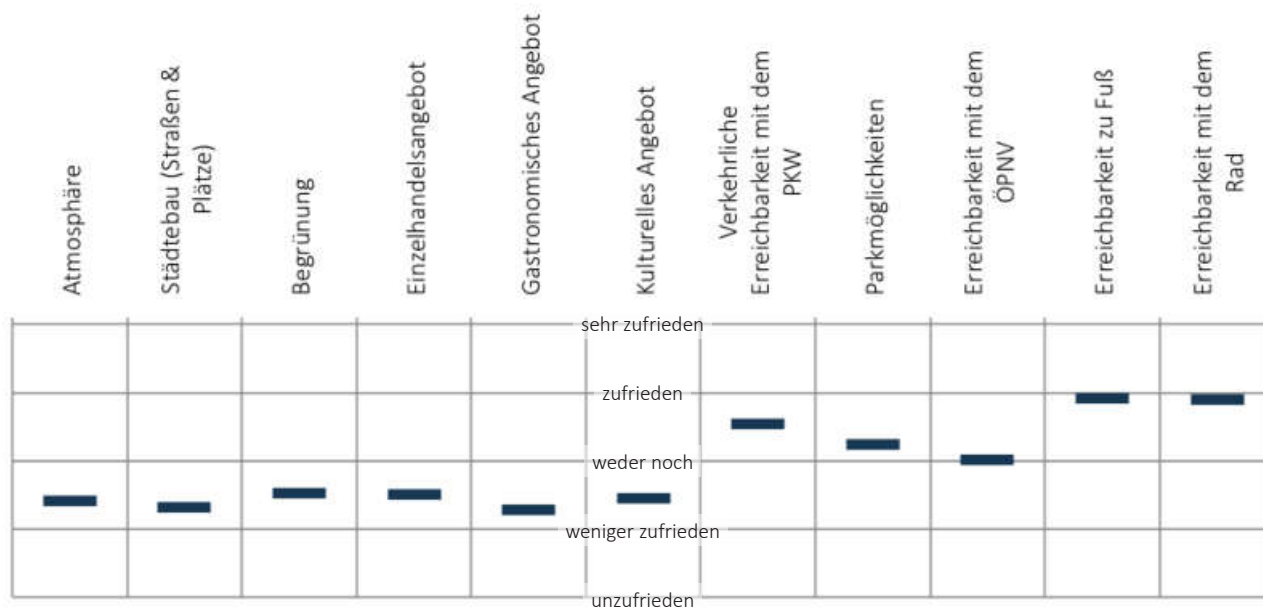 Atmosphäre
Städtebau (Straßen &
Plätze)
Begrünung
Einzelhandelsangebot
Gastronomisches Angebot
Kulturelles Angebot
Verkehrliche
Erreichbarkeit mit dem
PKW
Parkmöglichkeiten
Erreichbarkeit mit dem
ÖPNV
Erreichbarkeit zu Fuß
Erreichbarkeit mit dem
Rad
sehr zufrieden
zufrieden
weder noch
weniger zufrieden
unzufrieden